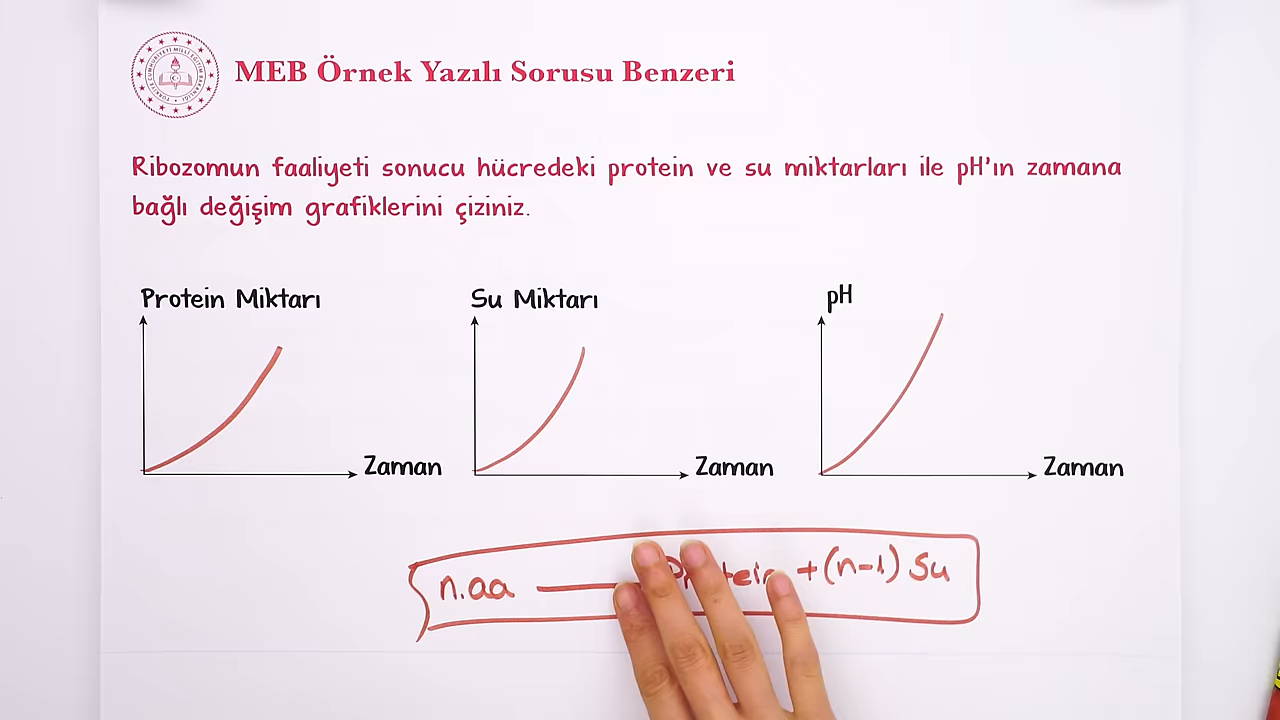 MEB Örnek Yazılı Sorusu Benzeri
Ribozomun faaliyeti sonucu hücredeki protein ve su miktarları ile pH'ın zamana
bağlı değişim grafiklerini çiziniz.
Protein Miktarı
Zaman
Su Miktarı
Zaman
pH
Zaman
n.aa Protein +(n-1) Su